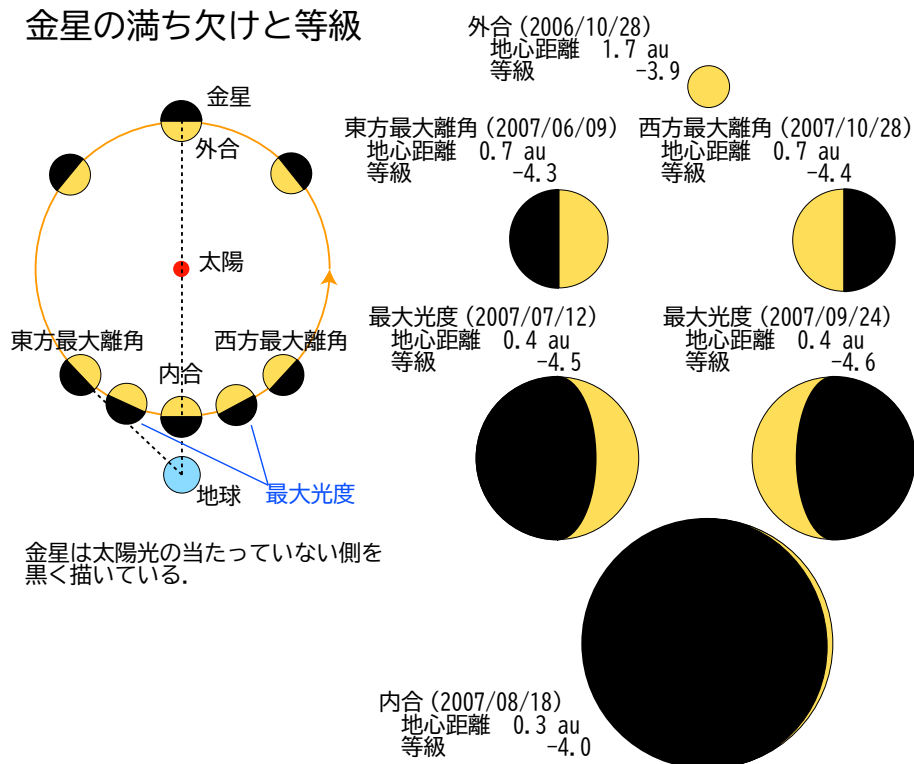 金星の満ち欠けと等級
金星
外合
太陽
東方最大離角
西方最大離角
内合
地球
最大光度
金星は太陽光の当たっていない側を
黒く描いている.
外合 (2006/10/28)
地心距離 1.7 au
等級 -3.9
東方最大離角 (2007/06/09)
地心距離 0.7 au
等級 -4.3
西方最大離角 (2007/10/28)
地心距離 0.7 au
等級 -4.4
最大光度 (2007/07/12)
地心距離 0.4 au
等級 -4.5
最大光度 (2007/09/24)
地心距離 0.4 au
等級 -4.6
内合 (2007/08/18)
地心距離 0.3 au
等級 -4.0